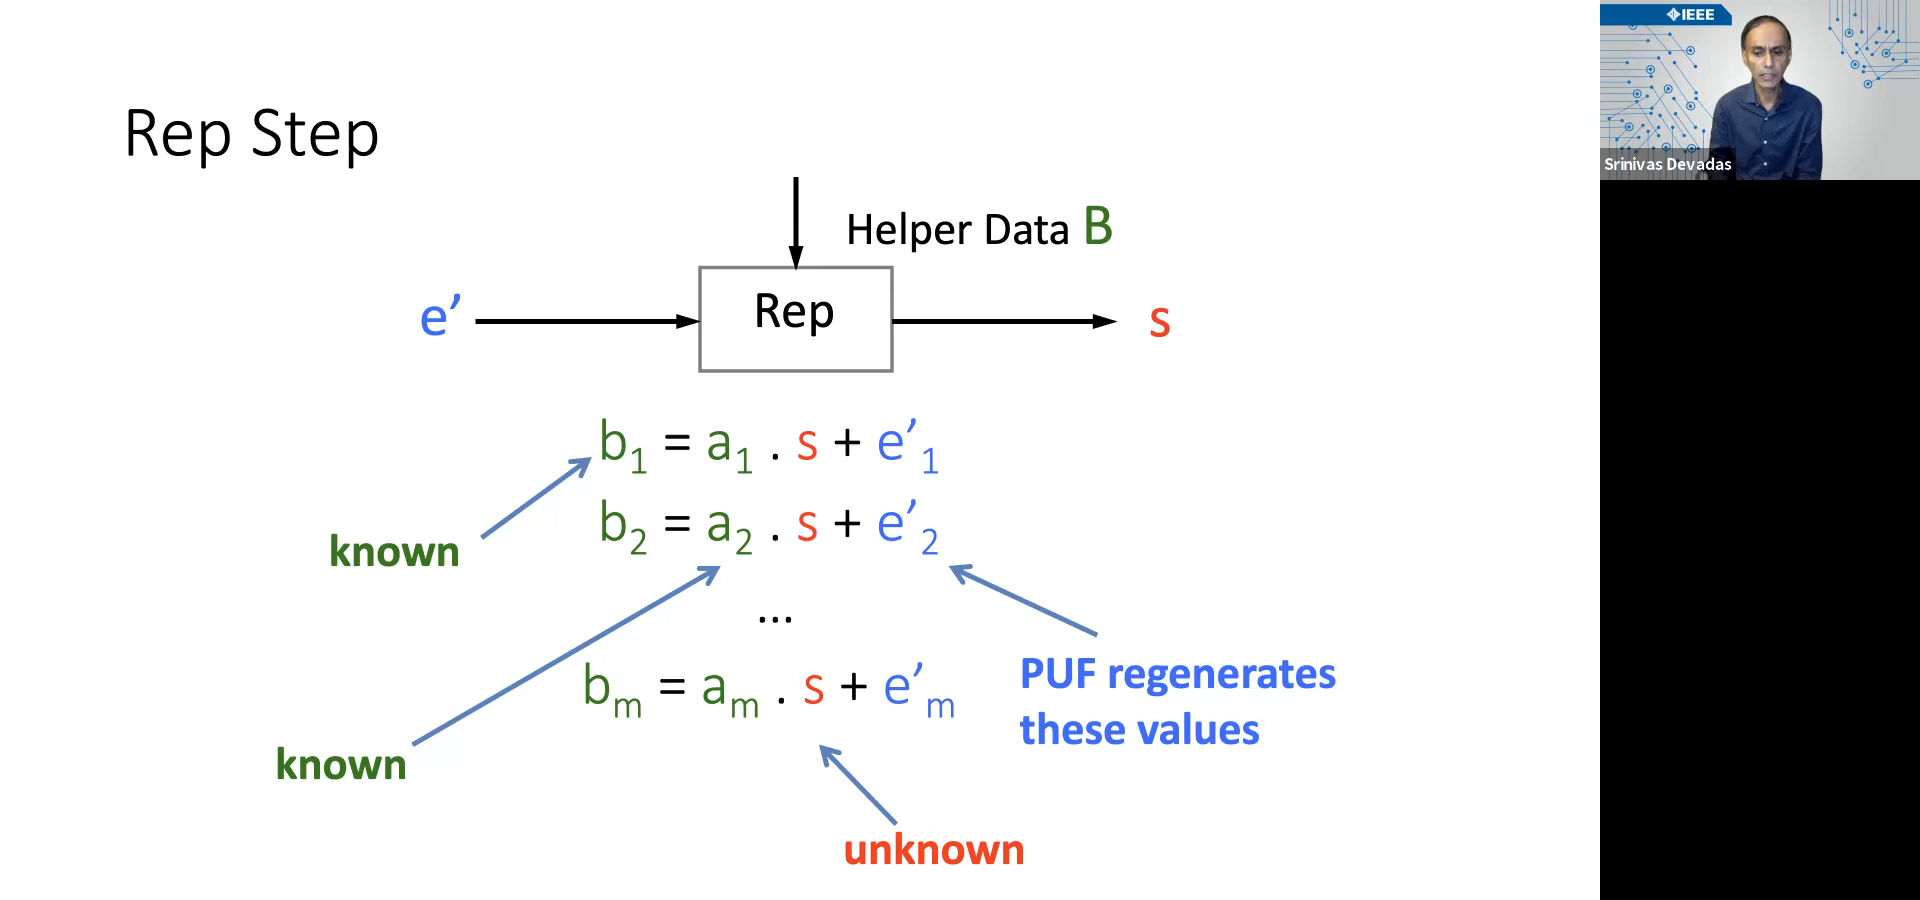 Rep Step
Helper Data B
e’
Rep
s
b1 = a1 . s + e’1
b2 = a2 . s + e’2
known
...
bm = am . s + e’m
PUF regenerates
these values
known
unknown
IEEE
Srinivas Devadas